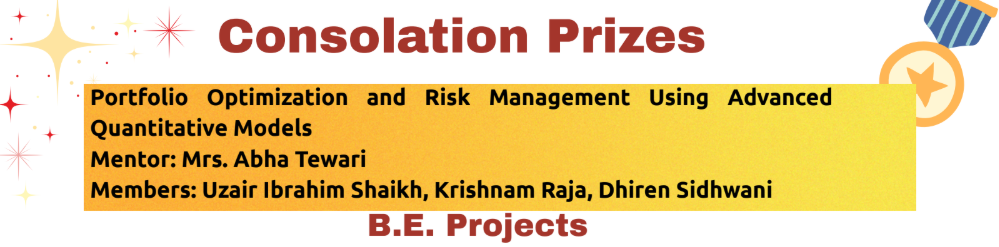 Consolation Prizes
Portfolio Optimization and Risk Management Using Advanced
Quantitative Models
Mentor: Mrs. Abha Tewari
Members: Uzair Ibrahim Shaikh, Krishnam Raja, Dhiren Sidhwani
B.E. Projects